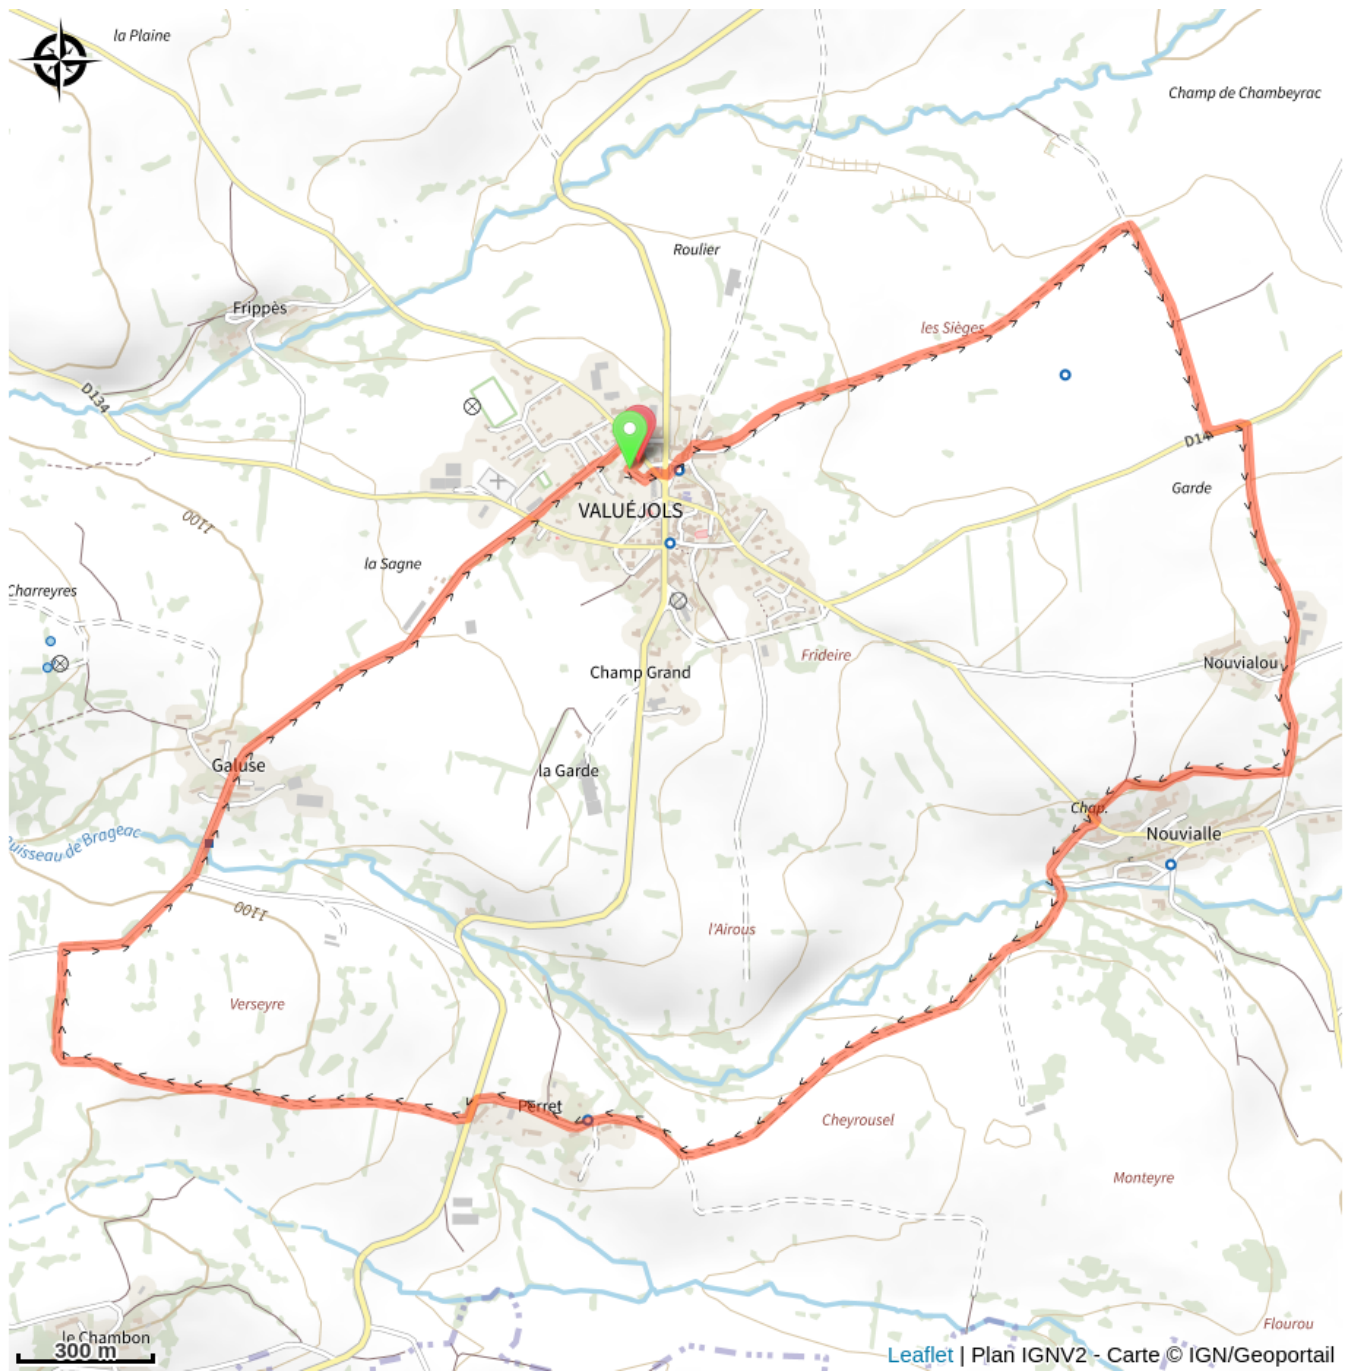 la Plaine
Champ de Chambeyrac
Roulier
Frippès
les Sièges
D134
D14
Garde
VALUÉJOLS
1100
la Sagne
Charreyres
Frideire
Nouvialou
Champ Grand
Galuse
la Garde
Chap.
Nouvialle
Ruisseau de Brageac
1100
l'Airous
Verseyre
Perret
Cheyrousel
Monteyre
Flourou
le Chambon
300 m
Leaflet | Plan IGNV2 - Carte © IGN/Geoportail